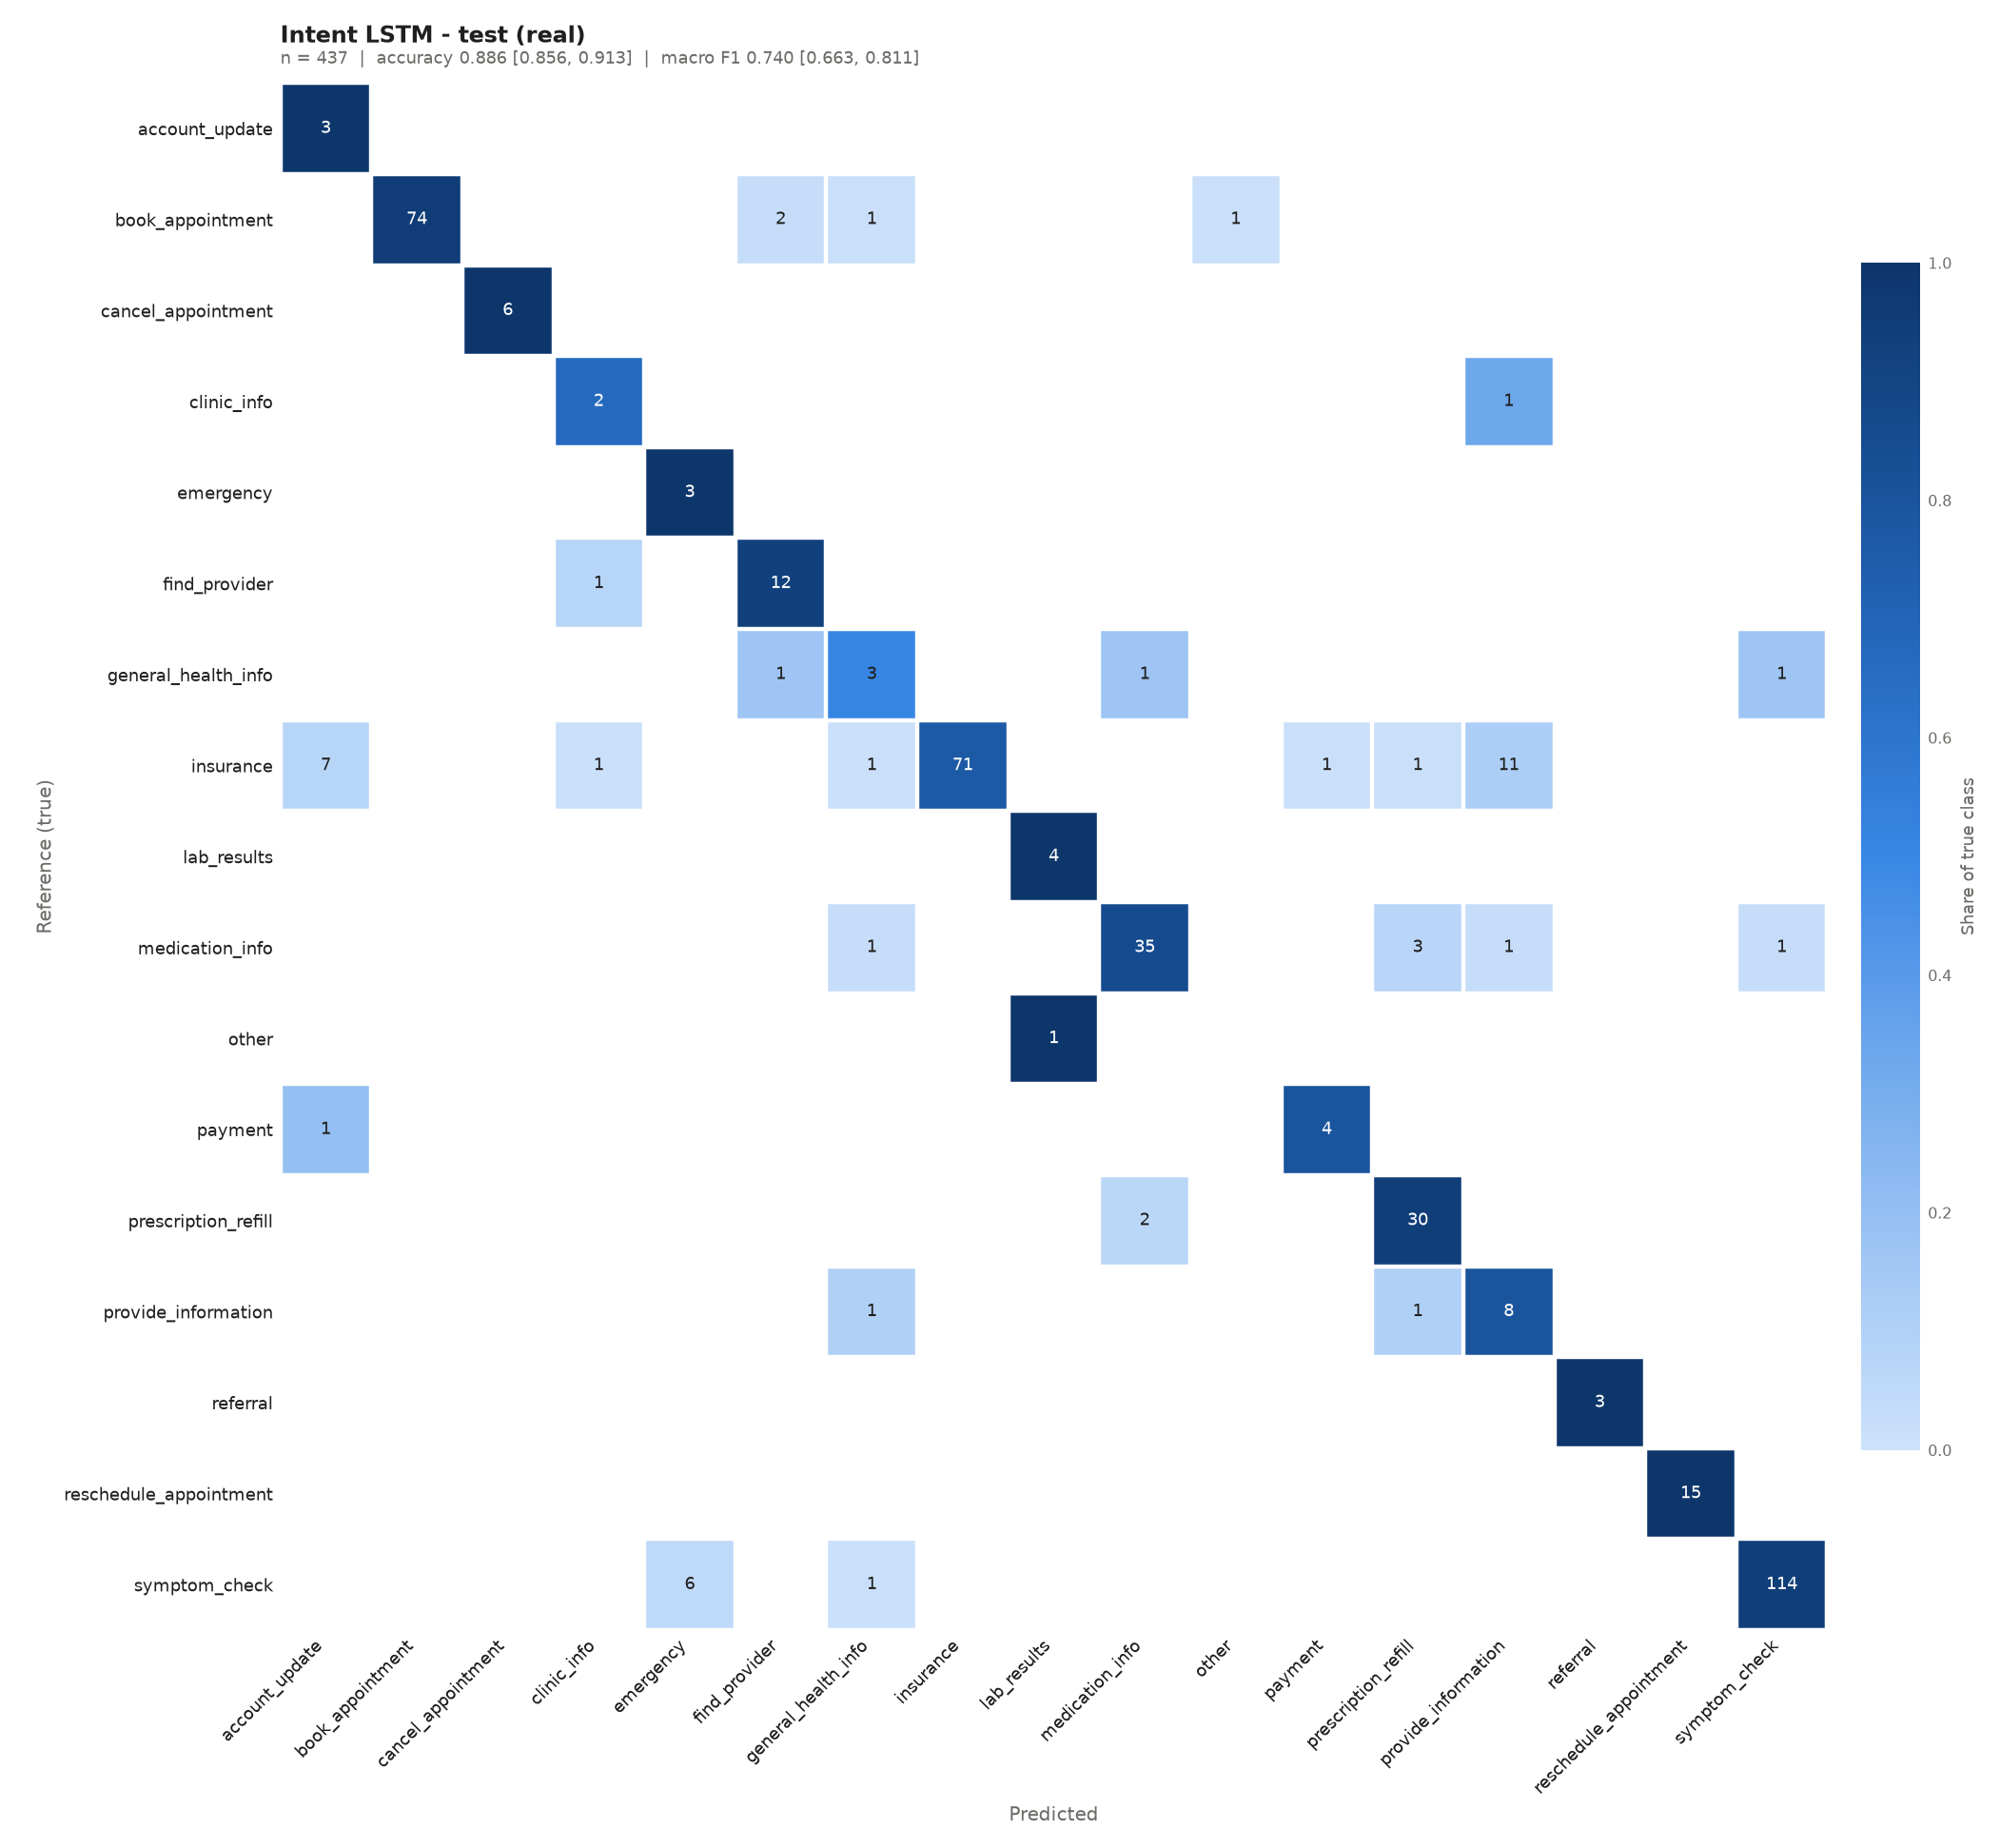 Intent LSTM - test (real)
n = 437 | accuracy 0.886 [0.856, 0.913] | macro F1 0.740 [0.663, 0.811]
account_update 3
book_appointment 74 2 1 1
cancel_appointment 6
clinic_info 2 1
emergency 3
find_provider 1 12
general_health_info 1 3 1 1
insurance 7 1 1 71 1 1 11
lab_results 4
medication_info 1 35 3 1 1
other 1
payment 1 4
prescription_refill 2 30
provide_information 1 1 8
referral 3
reschedule_appointment 15
symptom_check 6 1 114
Reference (true)
account_update
book_appointment
cancel_appointment
clinic_info
emergency
find_provider
general_health_info
insurance
lab_results
medication_info
other
payment
prescription_refill
provide_information
referral
reschedule_appointment
symptom_check
Predicted
1.0
0.8
0.6
0.4
0.2
0.0
Share of true class